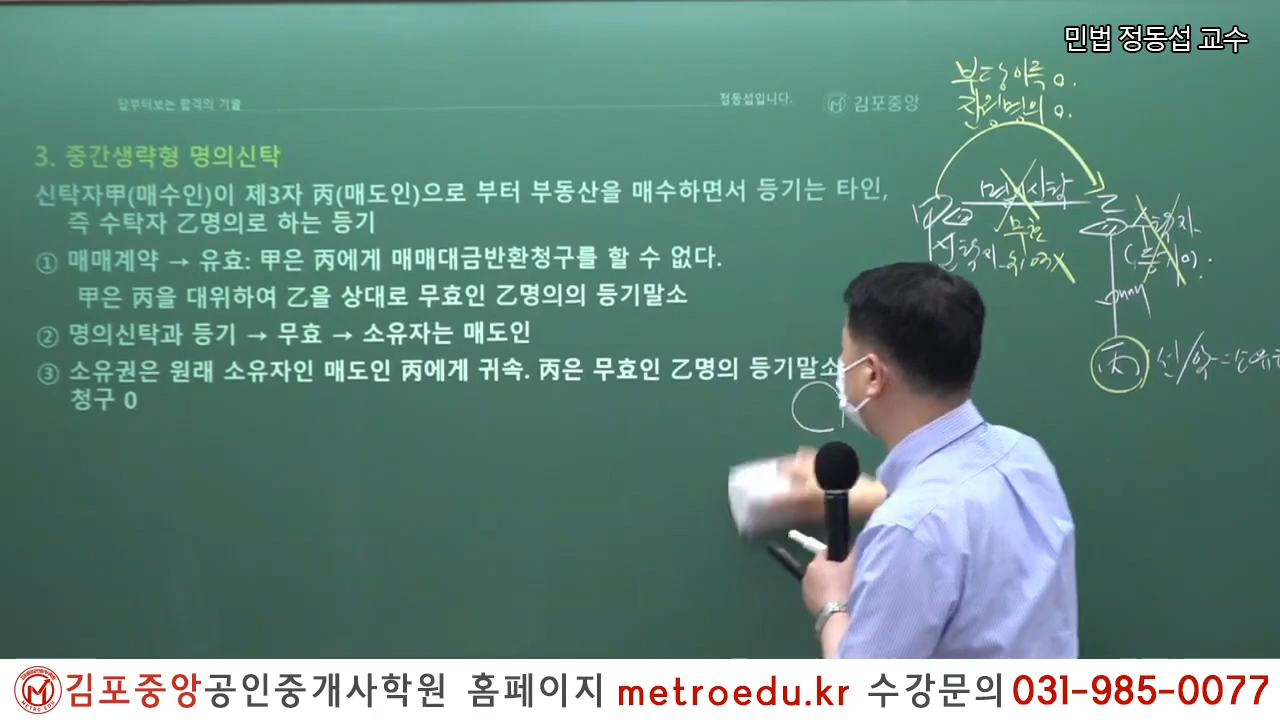 민법 정동섭 교수
말부터보는 합격의 기술
정동섭입니다.
김포중앙
3. 중간생략형 명의신탁
신탁자甲(매수인)이 제3자 丙(매도인)으로 부터 부동산을 매수하면서 등기는 타인,
즉 수탁자 乙명의로 하는 등기
① 매매계약 → 유효: 甲은 丙에게 매매대금반환청구를 할 수 없다.
甲은 丙을 대위하여 乙을 상대로 무효인 乙명의의 등기말소
② 명의신탁과 등기 → 무효 → 소유자는 매도인
③ 소유권은 원래 소유자인 매도인 丙에게 귀속. 丙은 무효인 乙명의 등기말소
청구 0
부당이득 o.
명의신탁
甲
乙
무효
신탁자
수탁자
丙
METRO EDU
김포중앙공인중개사학원 홈페이지 metroedu.kr 수강문의 031-985-0077